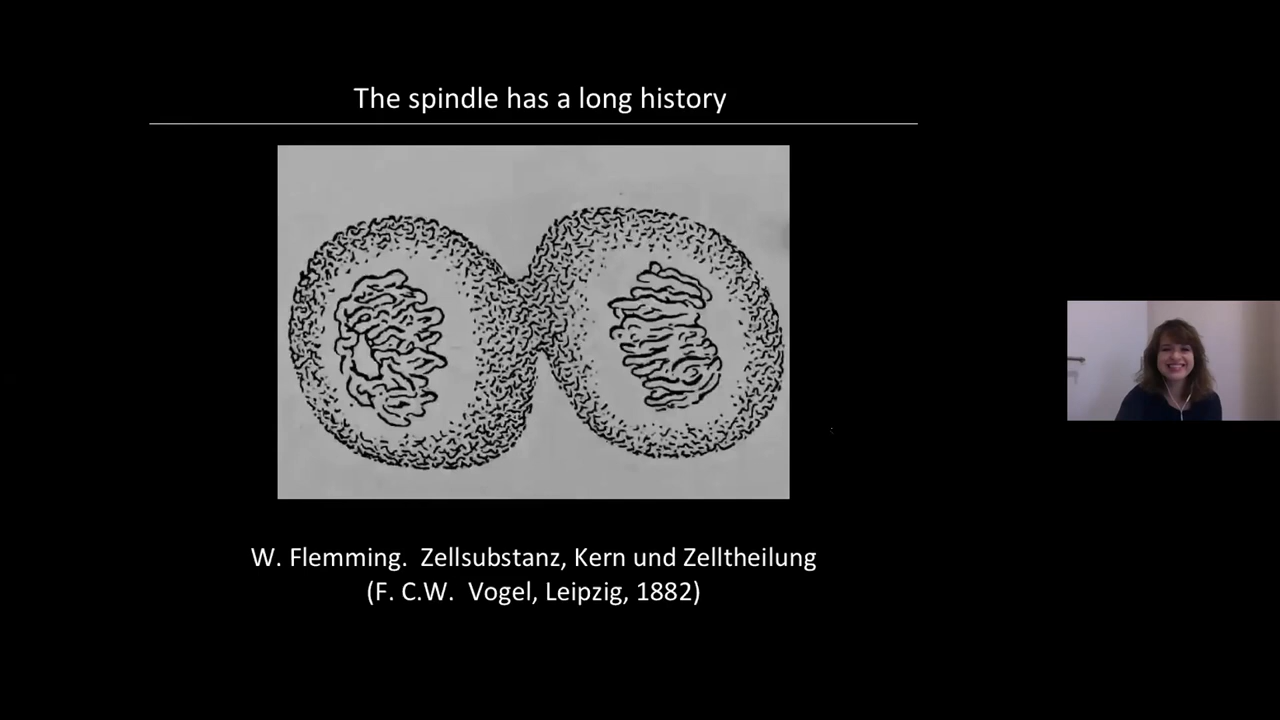 The spindle has a long history
W. Flemming. Zellsubstanz, Kern und Zelltheilung
(F. C.W. Vogel, Leipzig, 1882)